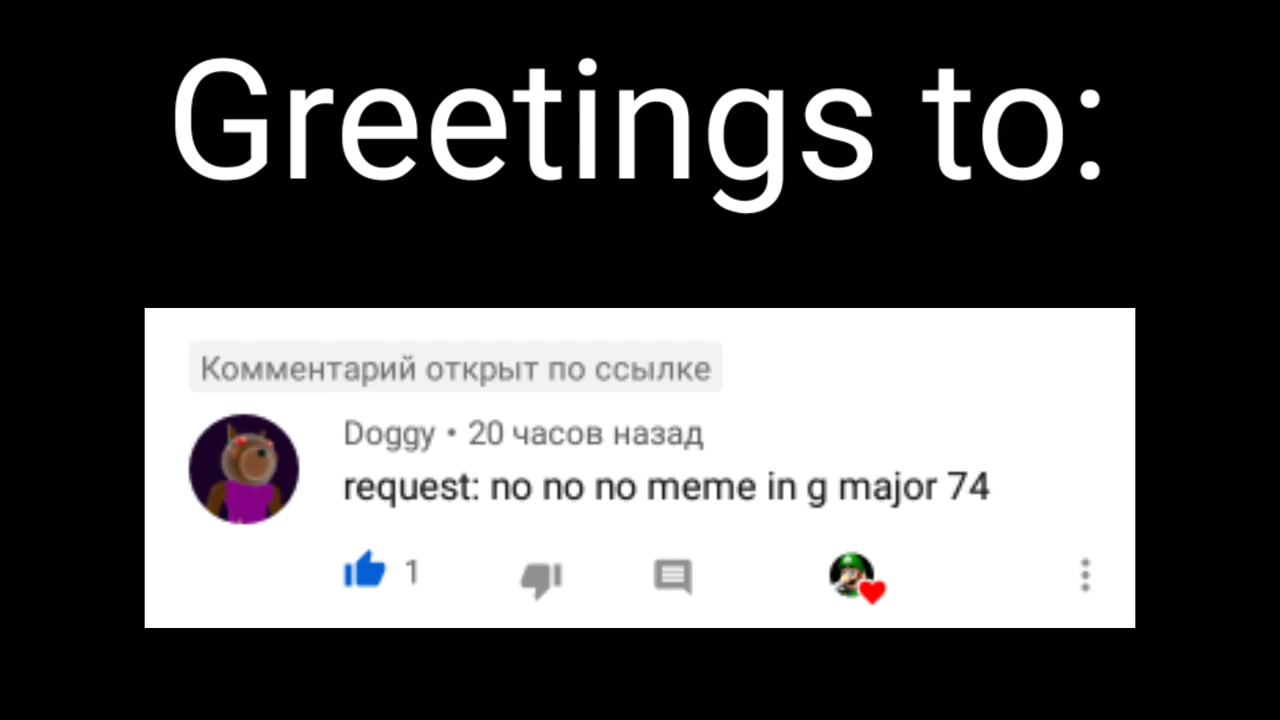 Greetings to:
Комментарий открыт по ссылке
Doggy • 20 часов назад
request: no no no meme in g major 74
1